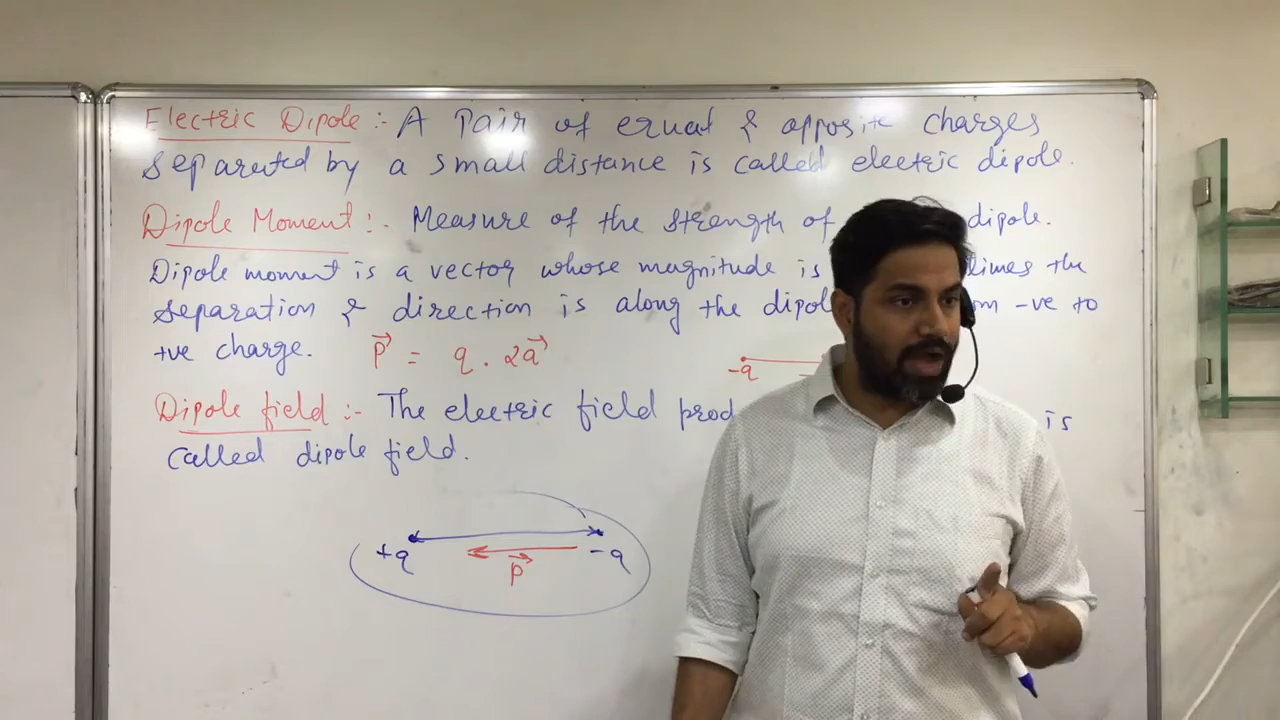 Electric Dipole :- A Pair of equal & opposite charges
separated by a small distance is called electric dipole.
Dipole Moment :- Measure of the strength of dipole.
Dipole moment is a vector whose magnitude is times the
separation & direction is along the -ve to
+ve charge. p⃗ = q . 2a⃗
-q
Dipole field :- The electric field is
called dipole field.
+q -q
p⃗